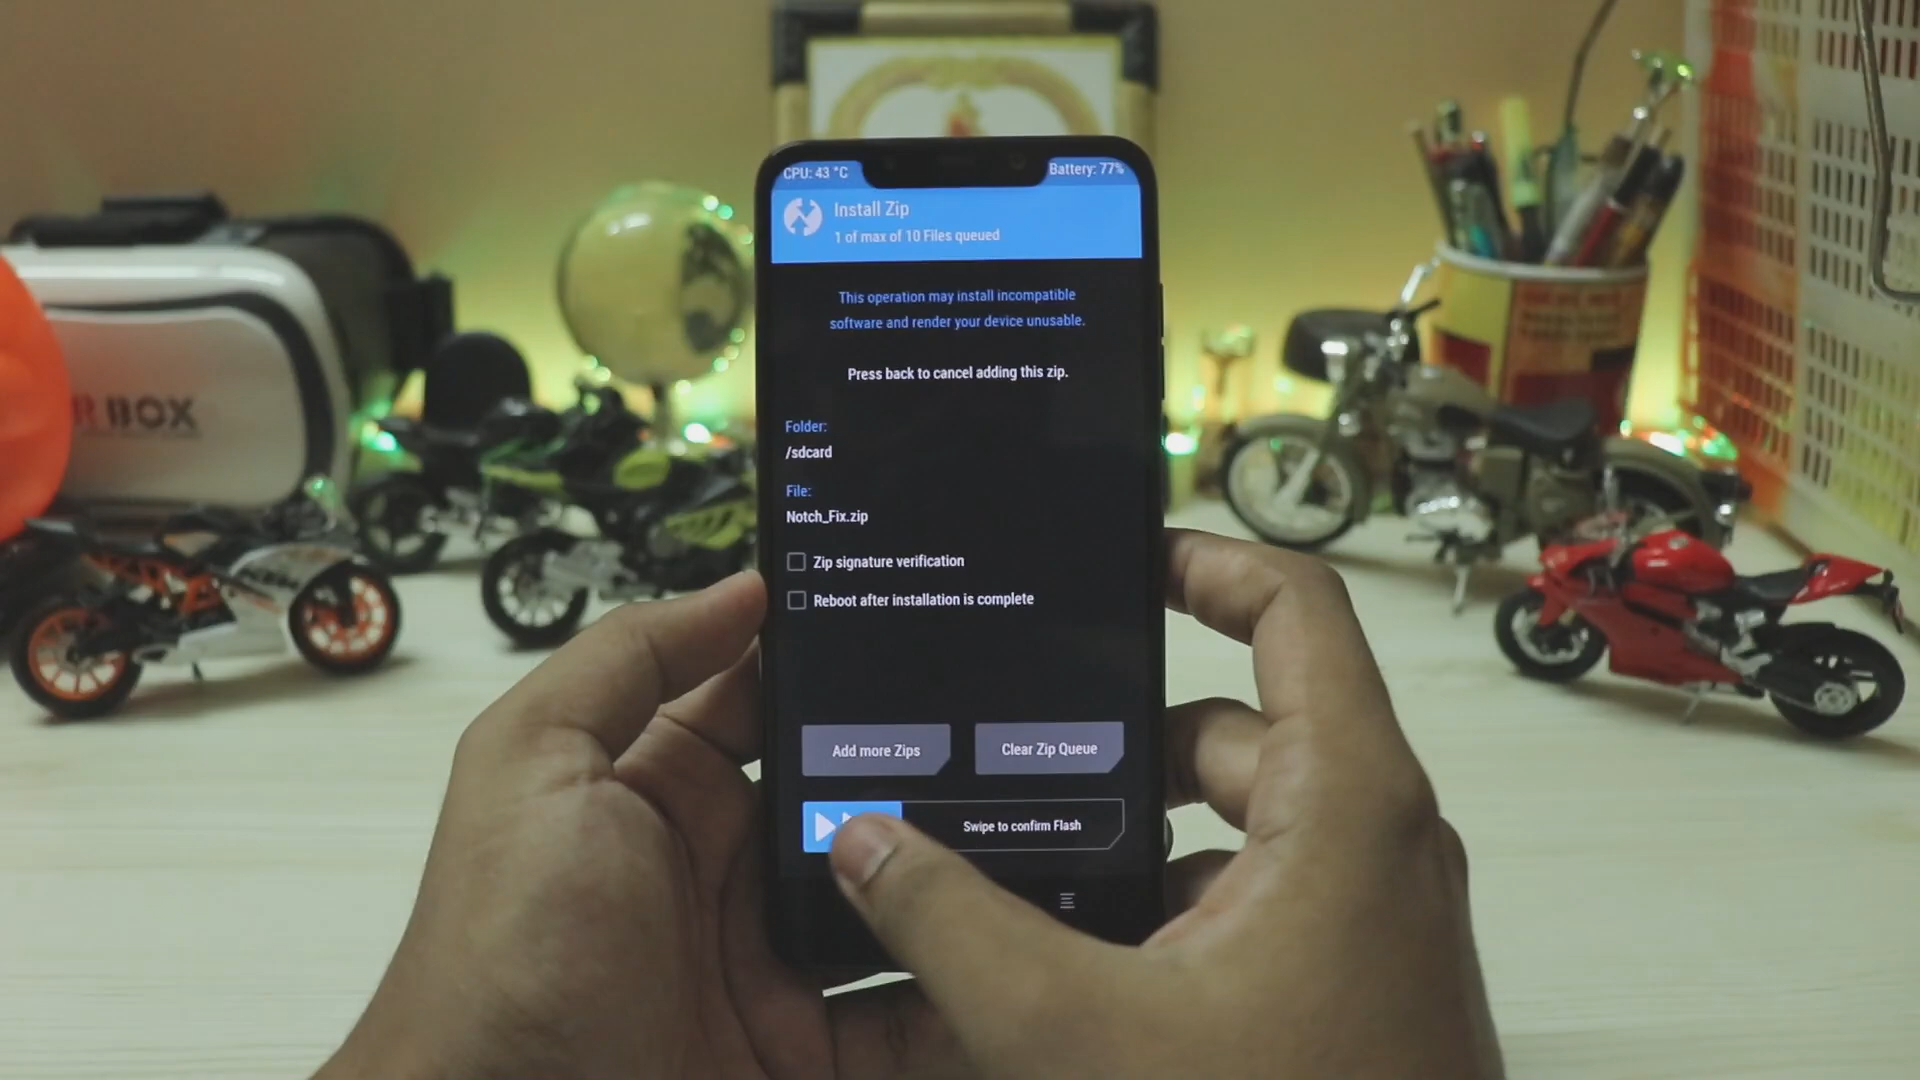 CPU: 43 °C
Battery: 77%
Install Zip
1 of max of 10 Files queued
This operation may install incompatible
software and render your device unusable.
Press back to cancel adding this zip.
Folder:
/sdcard
File:
Notch_Fix.zip
Zip signature verification
Reboot after installation is complete
Add more Zips
Clear Zip Queue
Swipe to confirm Flash
R BOX